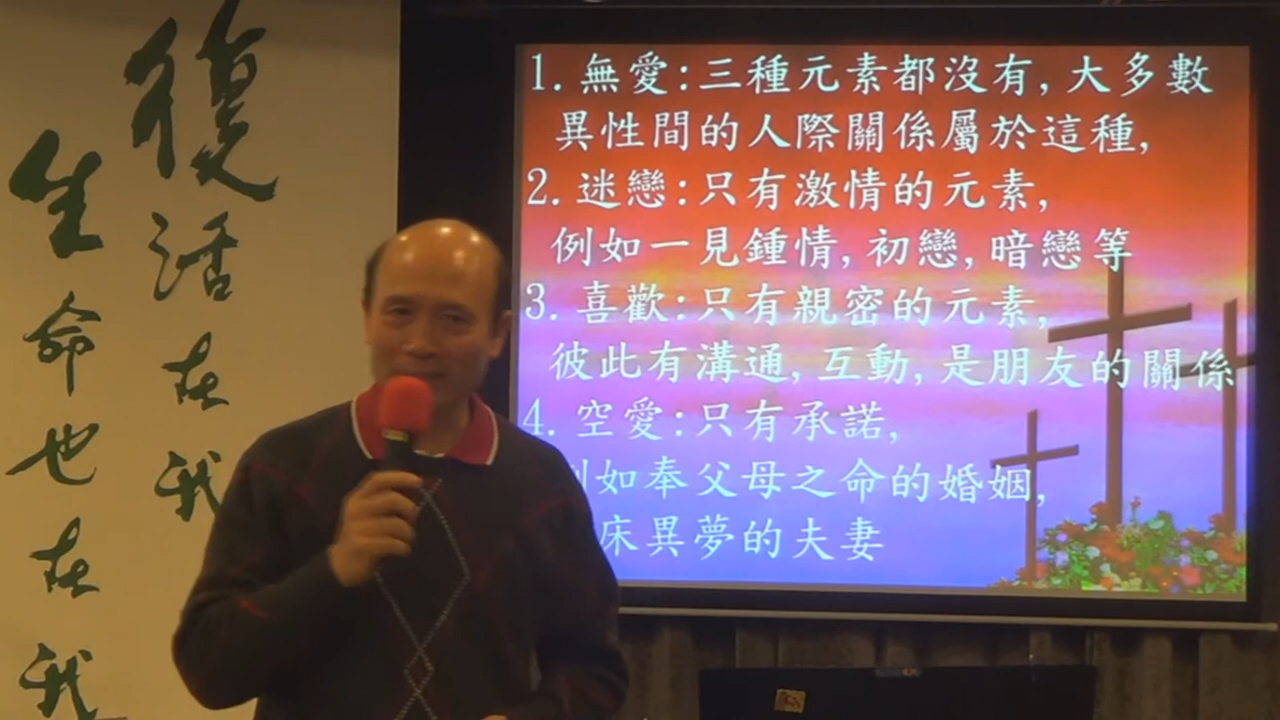 復活在我
生命也在我
1. 無愛:三種元素都沒有,大多數
異性間的人際關係屬於這種,
2. 迷戀:只有激情的元素,
例如一見鍾情,初戀,暗戀等
3. 喜歡:只有親密的元素,
彼此有溝通,互動,是朋友的關係
4. 空愛:只有承諾,
如奉父母之命的婚姻,
床異夢的夫妻